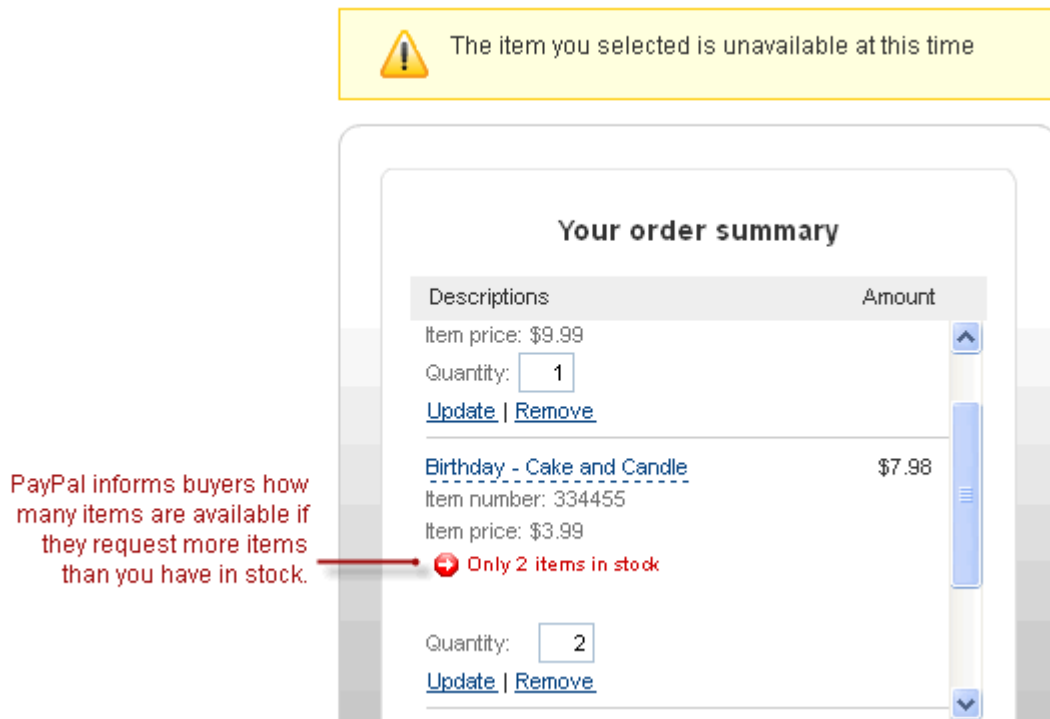 The item you selected is unavailable at this time
Your order summary
Descriptions Amount
Item price: $9.99
Quantity: 1
Update | Remove
Birthday - Cake and Candle $7.98
Item number: 334455
Item price: $3.99
Only 2 items in stock
Quantity: 2
Update | Remove
PayPal informs buyers how
many items are available if
they request more items
than you have in stock.